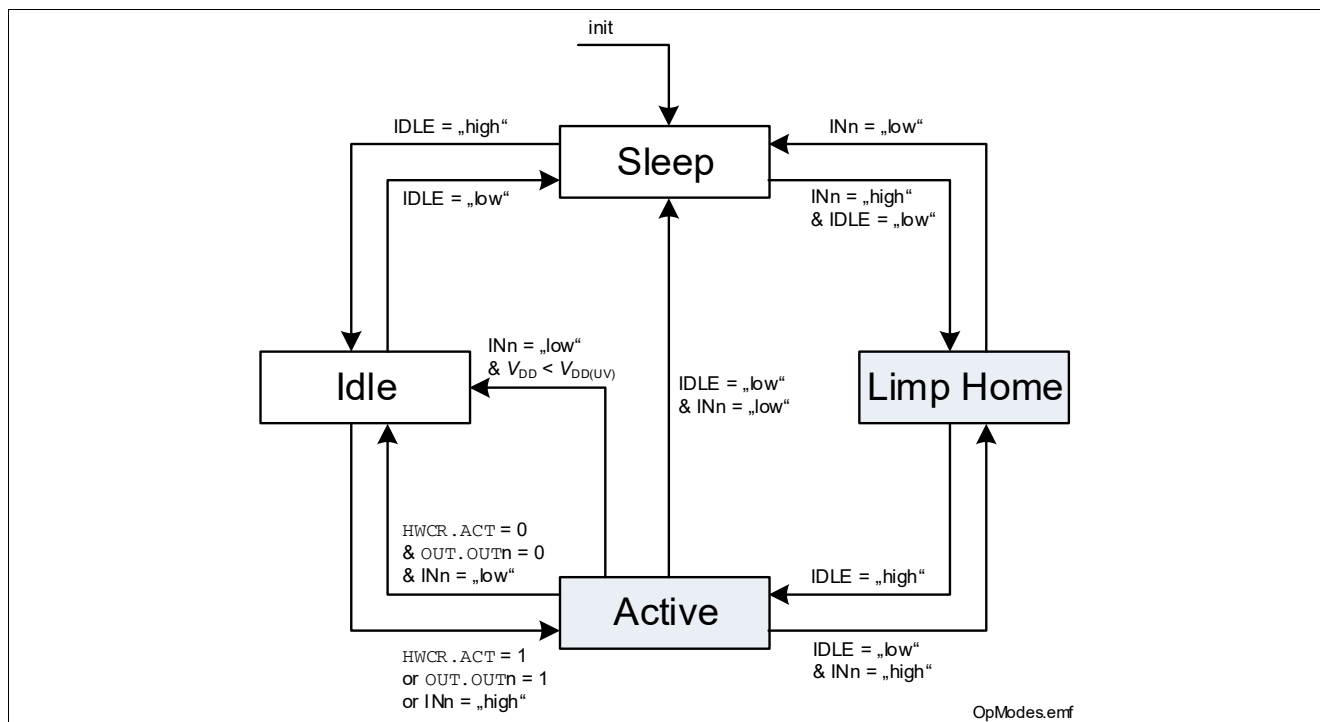 init
IDLE = „high“
INn = „low“
Sleep
IDLE = „low“
INn = „high“
& IDLE = „low“
INn = „low“
& VDD < VDD(UV)
Idle
IDLE = „low“
& INn = „low“
Limp Home
HWCR.ACT = 0
& OUT.OUTn = 0
& INn = „low“
IDLE = „high“
Active
HWCR.ACT = 1
or OUT.OUTn = 1
or INn = „high“
IDLE = „low“
& INn = „high“
OpModes.emf